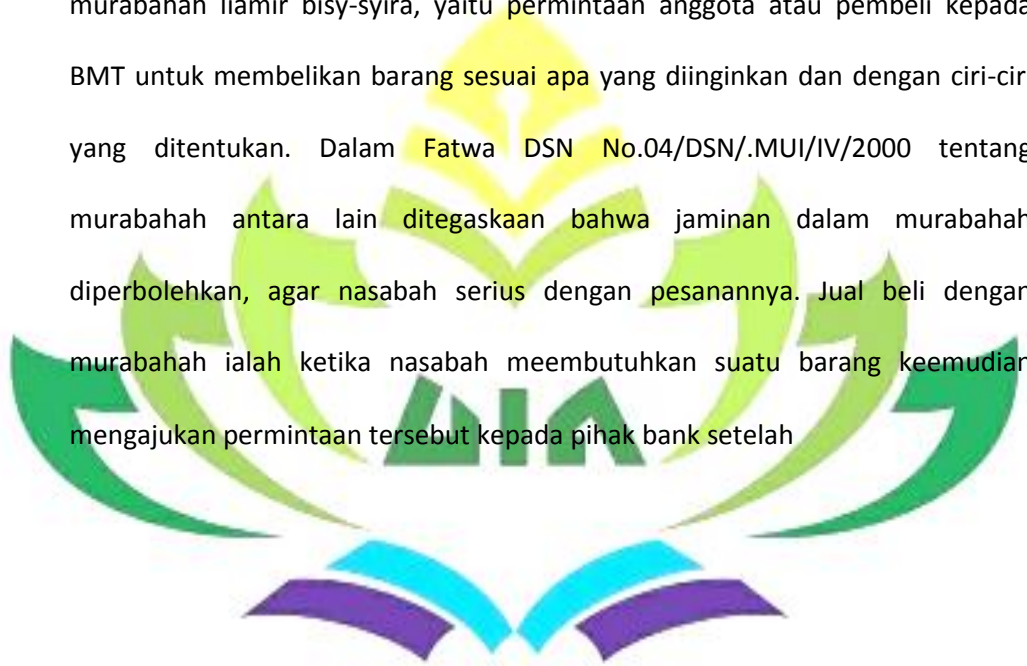 murabahah liamir bisy-syira, yaitu permintaan anggota atau pembeli kepada
BMT untuk membelikan barang sesuai apa yang diinginkan dan dengan ciri-cir
yang ditentukan. Dalam Fatwa DSN No.04/DSN/.MUI/IV/2000 tentang
murabahah antara lain ditegaskaan bahwa jaminan dalam murabahah
diperbolehkan, agar nasabah serius dengan pesanannya. Jual beli dengan
murabahah ialah ketika nasabah meembutuhkan suatu barang keemudian
mengajukan permintaan tersebut kepada pihak bank setelah
UIN